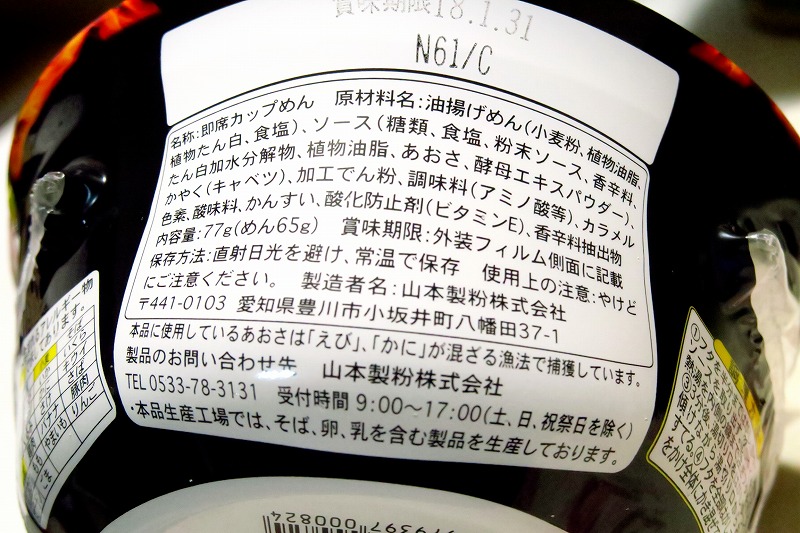 賞味期限18.1.31
N61/C
名称:即席カップめん 原材料名:油揚げめん(小麦粉、植物油脂、
植物たん白、食塩)、ソース(糖類、食塩、粉末ソース、香辛料、
たん白加水分解物、植物油脂、あおさ、酵母エキスパウダー)、
かやく(キャベツ)、加工でん粉、調味料(アミノ酸等)、カラメル
色素、酸味料、かんすい、酸化防止剤(ビタミンE)、香辛料抽出物
内容量:77g(めん65g) 賞味期限:外装フィルム側面に記載
保存方法:直射日光を避け、常温で保存 使用上の注意:やけど
にご注意ください。 製造者名:山本製粉株式会社
〒441-0103 愛知県豊川市小坂井町八幡田37-1
本品に使用しているあおさは「えび」、「かに」が混ざる漁法で捕獲しています。
製品のお問い合わせ先 山本製粉株式会社
TEL 0533-78-3131 受付時間 9:00〜17:00(土、日、祝祭日を除く)
・本品生産工場では、そば、卵、乳を含む製品を生産しております。
バナナ 豚肉
りんご
79397000824